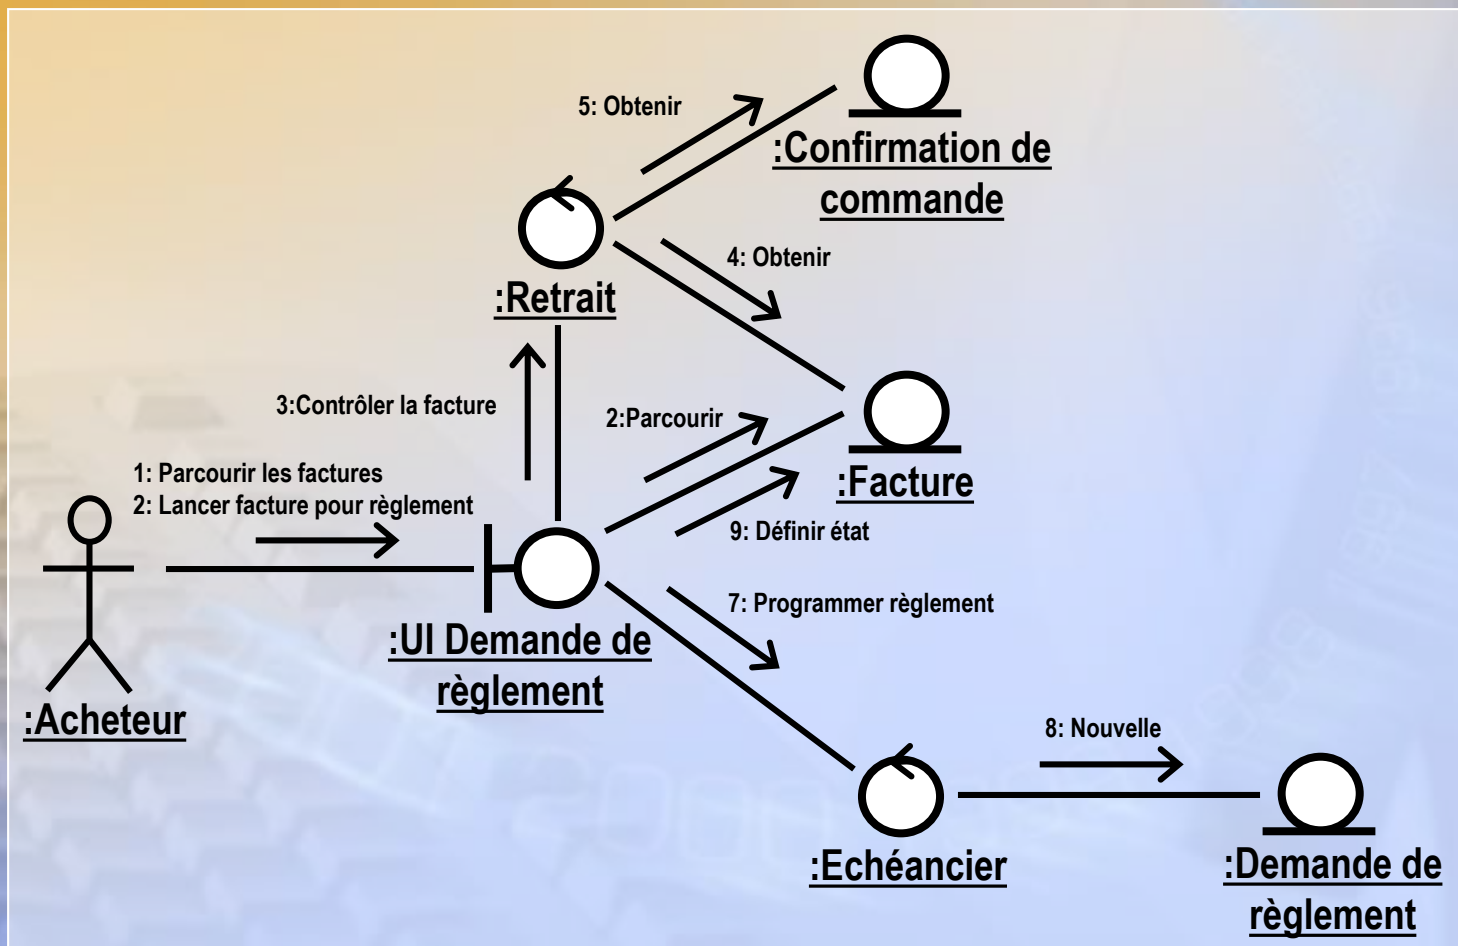 5: Obtenir
:Confirmation de
commande
4: Obtenir
:Retrait
3:Contrôler la facture
2:Parcourir
1: Parcourir les factures
2: Lancer facture pour règlement
:Facture
9: Définir état
7: Programmer règlement
:UI Demande de
règlement
:Acheteur
8: Nouvelle
:Echéancier
:Demande de
règlement